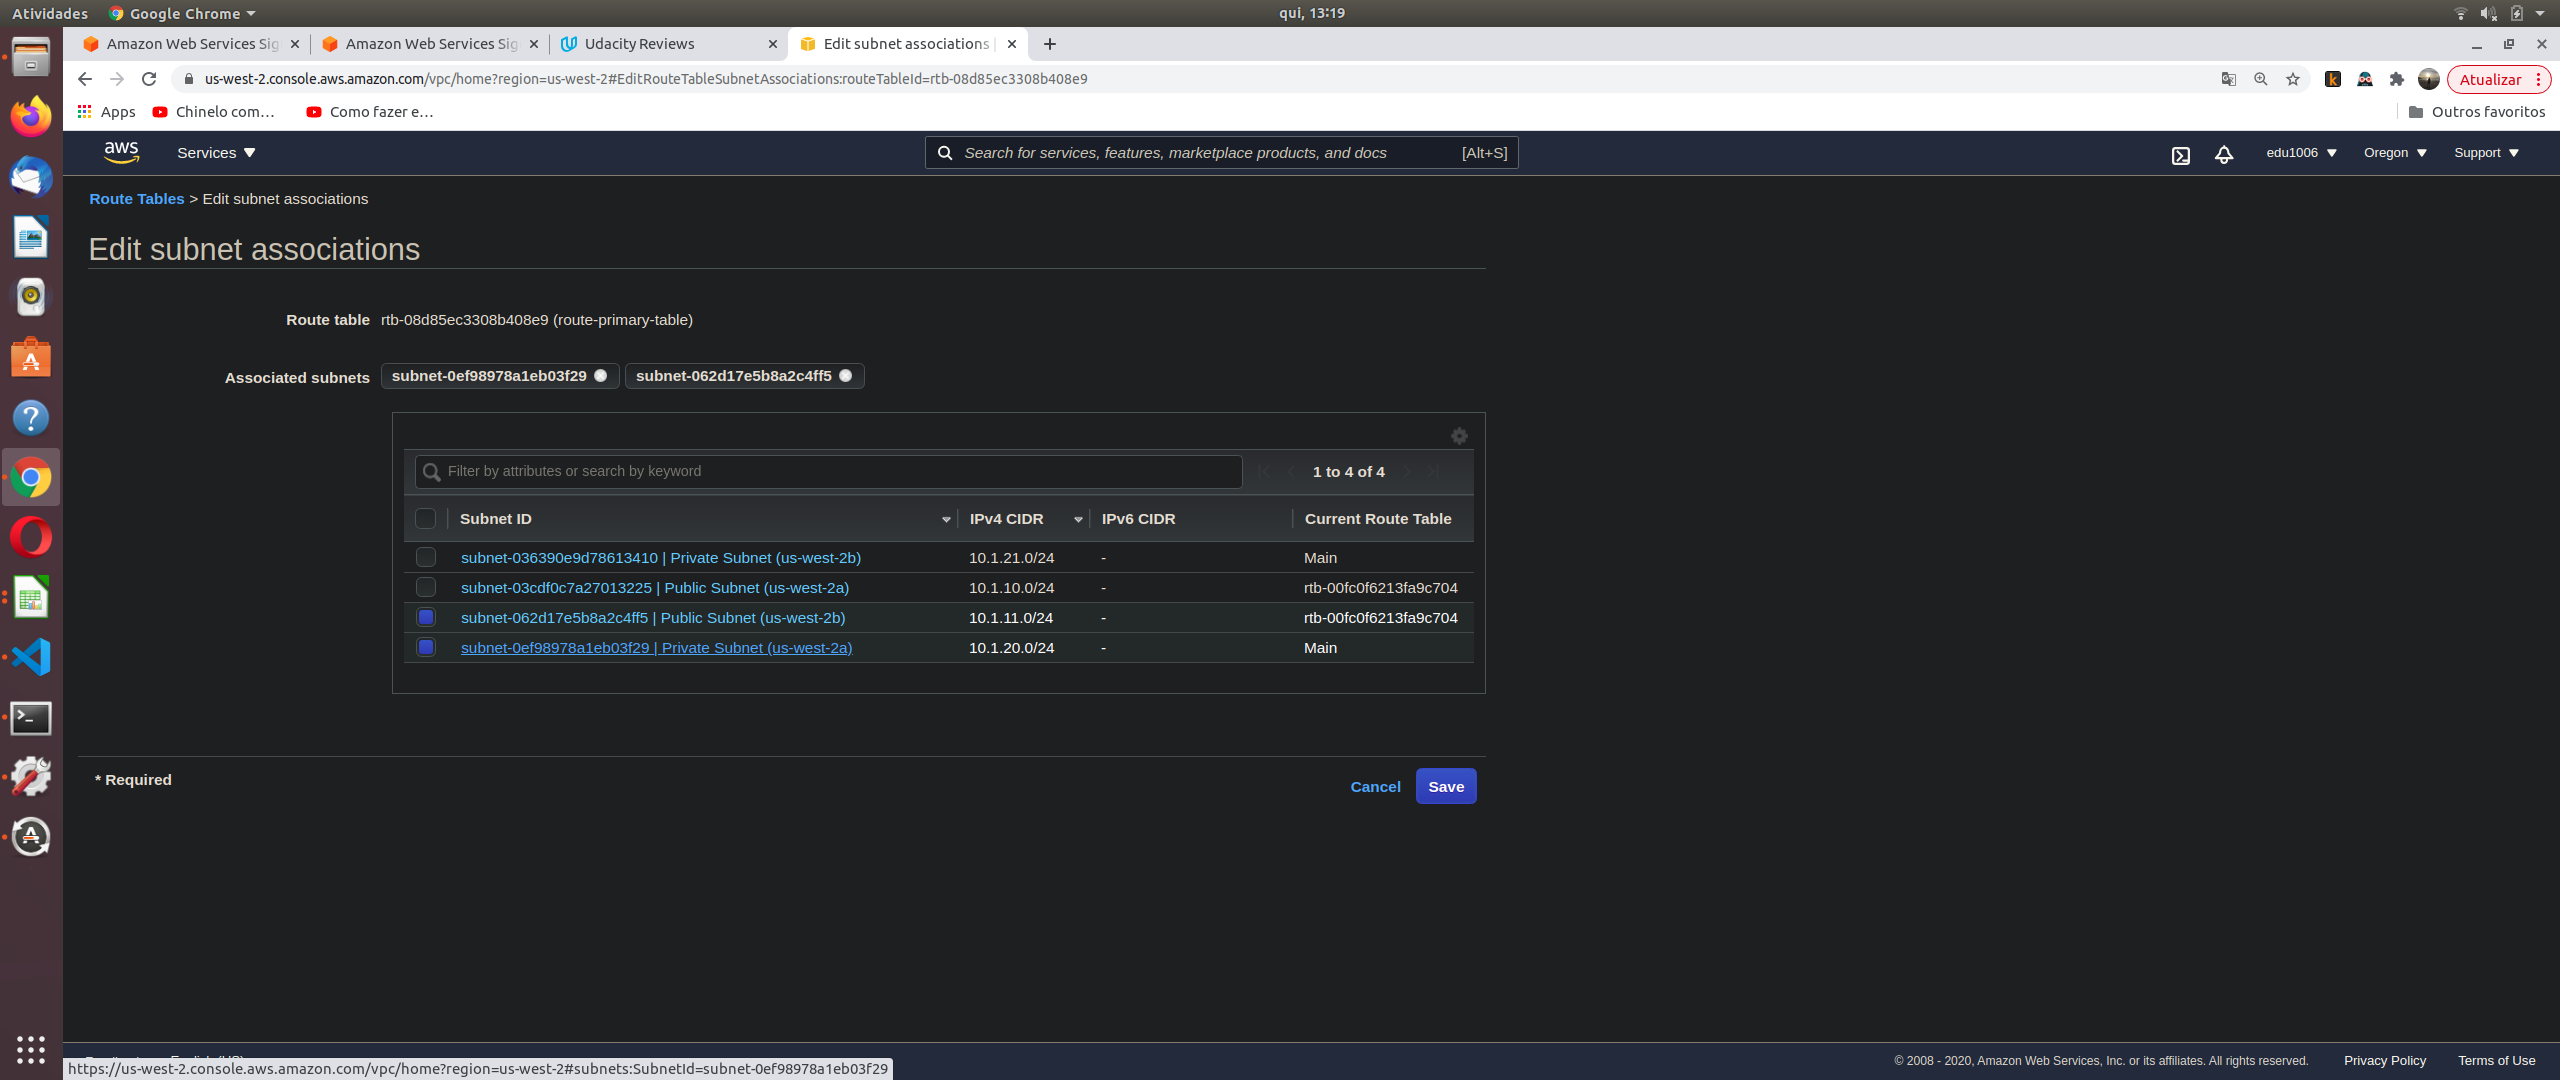 Atividades Google Chrome qui, 13:19
Amazon Web Services Sig Amazon Web Services Sig Udacity Reviews Edit subnet associations |
us-west-2.console.aws.amazon.com/vpc/home?region=us-west-2#EditRouteTableSubnetAssociations:routeTableId=rtb-08d85ec3308b408e9 Atualizar
Apps Chinelo com… Como fazer e… Outros favoritos
aws Services Search for services, features, marketplace products, and docs [Alt+S] edu1006 Oregon Support
Route Tables > Edit subnet associations
Edit subnet associations
Route table rtb-08d85ec3308b408e9 (route-primary-table)
Associated subnets subnet-0ef98978a1eb03f29 subnet-062d17e5b8a2c4ff5
Filter by attributes or search by keyword 1 to 4 of 4
Subnet ID IPv4 CIDR IPv6 CIDR Current Route Table
subnet-036390e9d78613410 | Private Subnet (us-west-2b) 10.1.21.0/24 - Main
subnet-03cdf0c7a27013225 | Public Subnet (us-west-2a) 10.1.10.0/24 - rtb-00fc0f6213fa9c704
subnet-062d17e5b8a2c4ff5 | Public Subnet (us-west-2b) 10.1.11.0/24 - rtb-00fc0f6213fa9c704
subnet-0ef98978a1eb03f29 | Private Subnet (us-west-2a) 10.1.20.0/24 - Main
* Required Cancel Save
© 2008 - 2020, Amazon Web Services, Inc. or its affiliates. All rights reserved. Privacy Policy Terms of Use
https://us-west-2.console.aws.amazon.com/vpc/home?region=us-west-2#subnets:SubnetId=subnet-0ef98978a1eb03f29